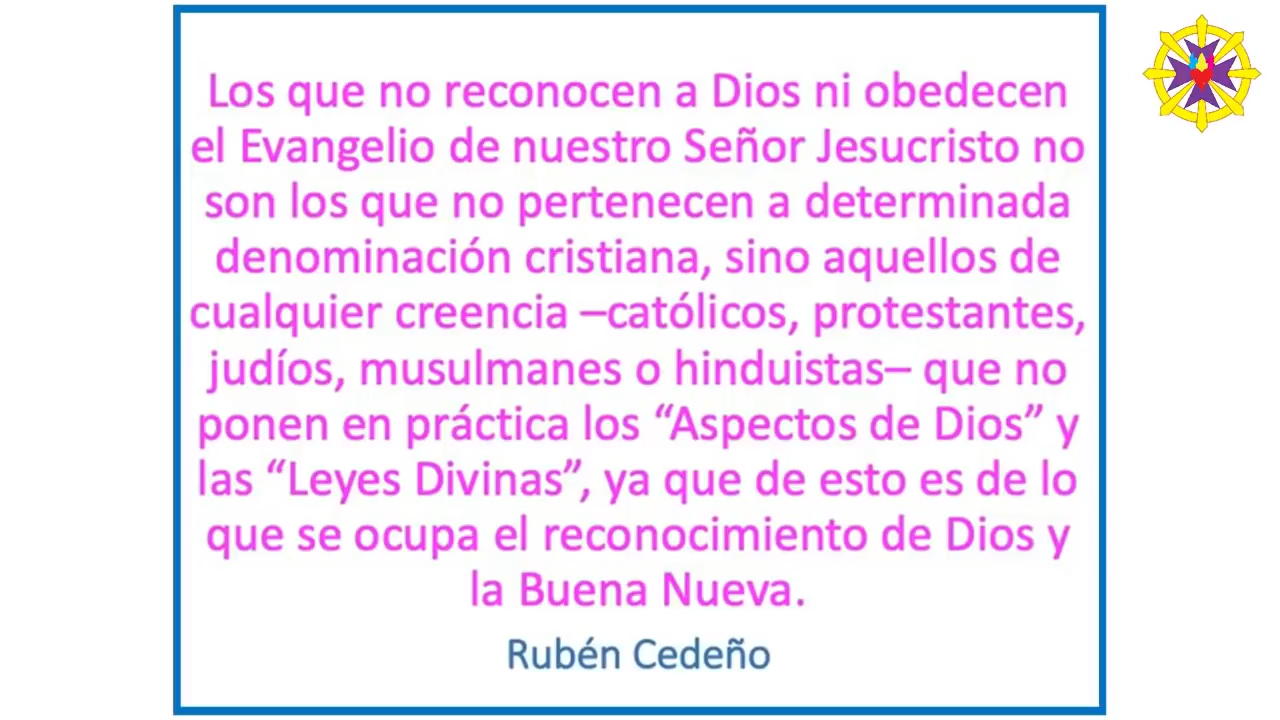 Los que no reconocen a Dios ni obedecen
el Evangelio de nuestro Señor Jesucristo no
son los que no pertenecen a determinada
denominación cristiana, sino aquellos de
cualquier creencia –católicos, protestantes,
judíos, musulmanes o hinduistas– que no
ponen en práctica los “Aspectos de Dios” y
las “Leyes Divinas”, ya que de esto es de lo
que se ocupa el reconocimiento de Dios y
la Buena Nueva.
Rubén Cedeño